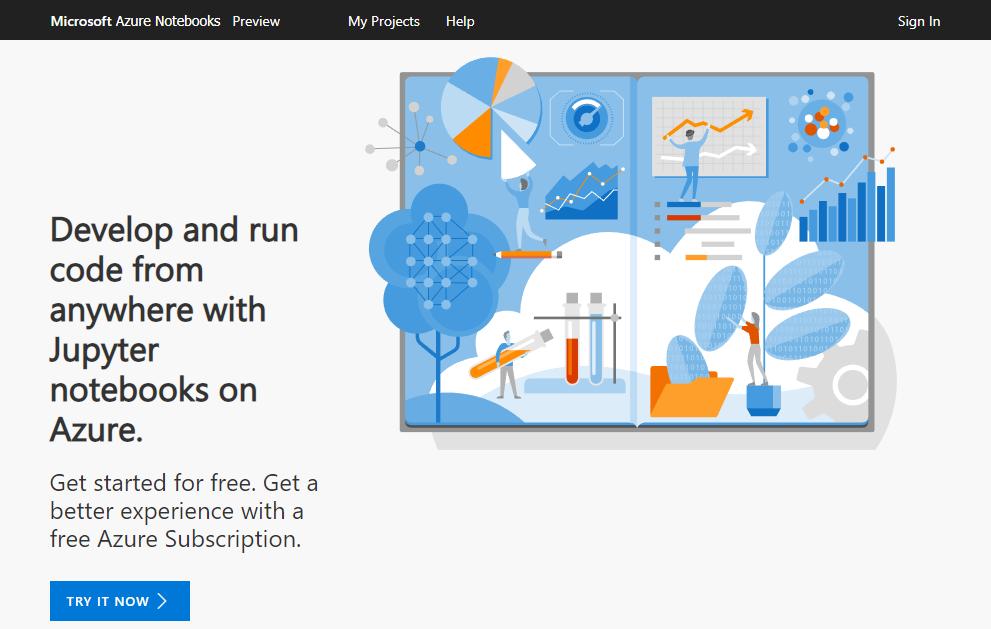 Microsoft Azure Notebooks Preview My Projects Help Sign In
Develop and run
code from
anywhere with
Jupyter
notebooks on
Azure.
Get started for free. Get a
better experience with a
free Azure Subscription.
TRY IT NOW